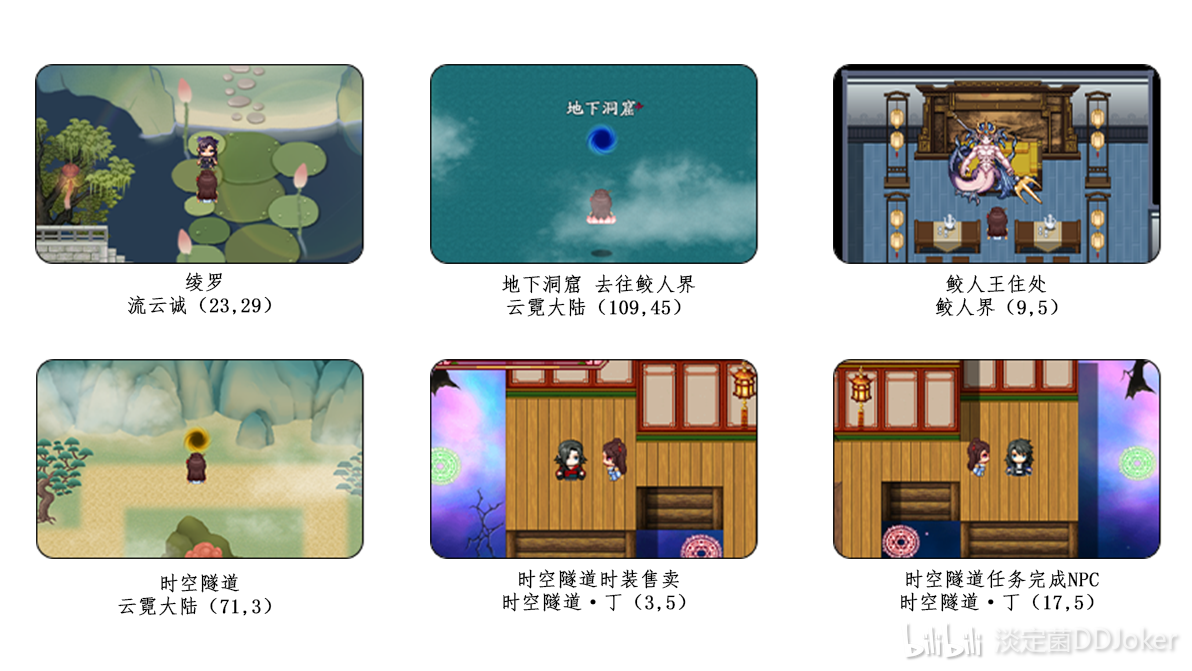 地下洞窟
绫罗
流云诚（23,29）
地下洞窟 去往鲛人界
云霓大陆（109,45）
鲛人王住处
鲛人界（9,5）
时空隧道
云霓大陆（71,3）
时空隧道时装售卖
时空隧道·丁（3,5）
时空隧道任务完成NPC
时空隧道·丁（17,5）
bilibili 淡定菌DDJoker